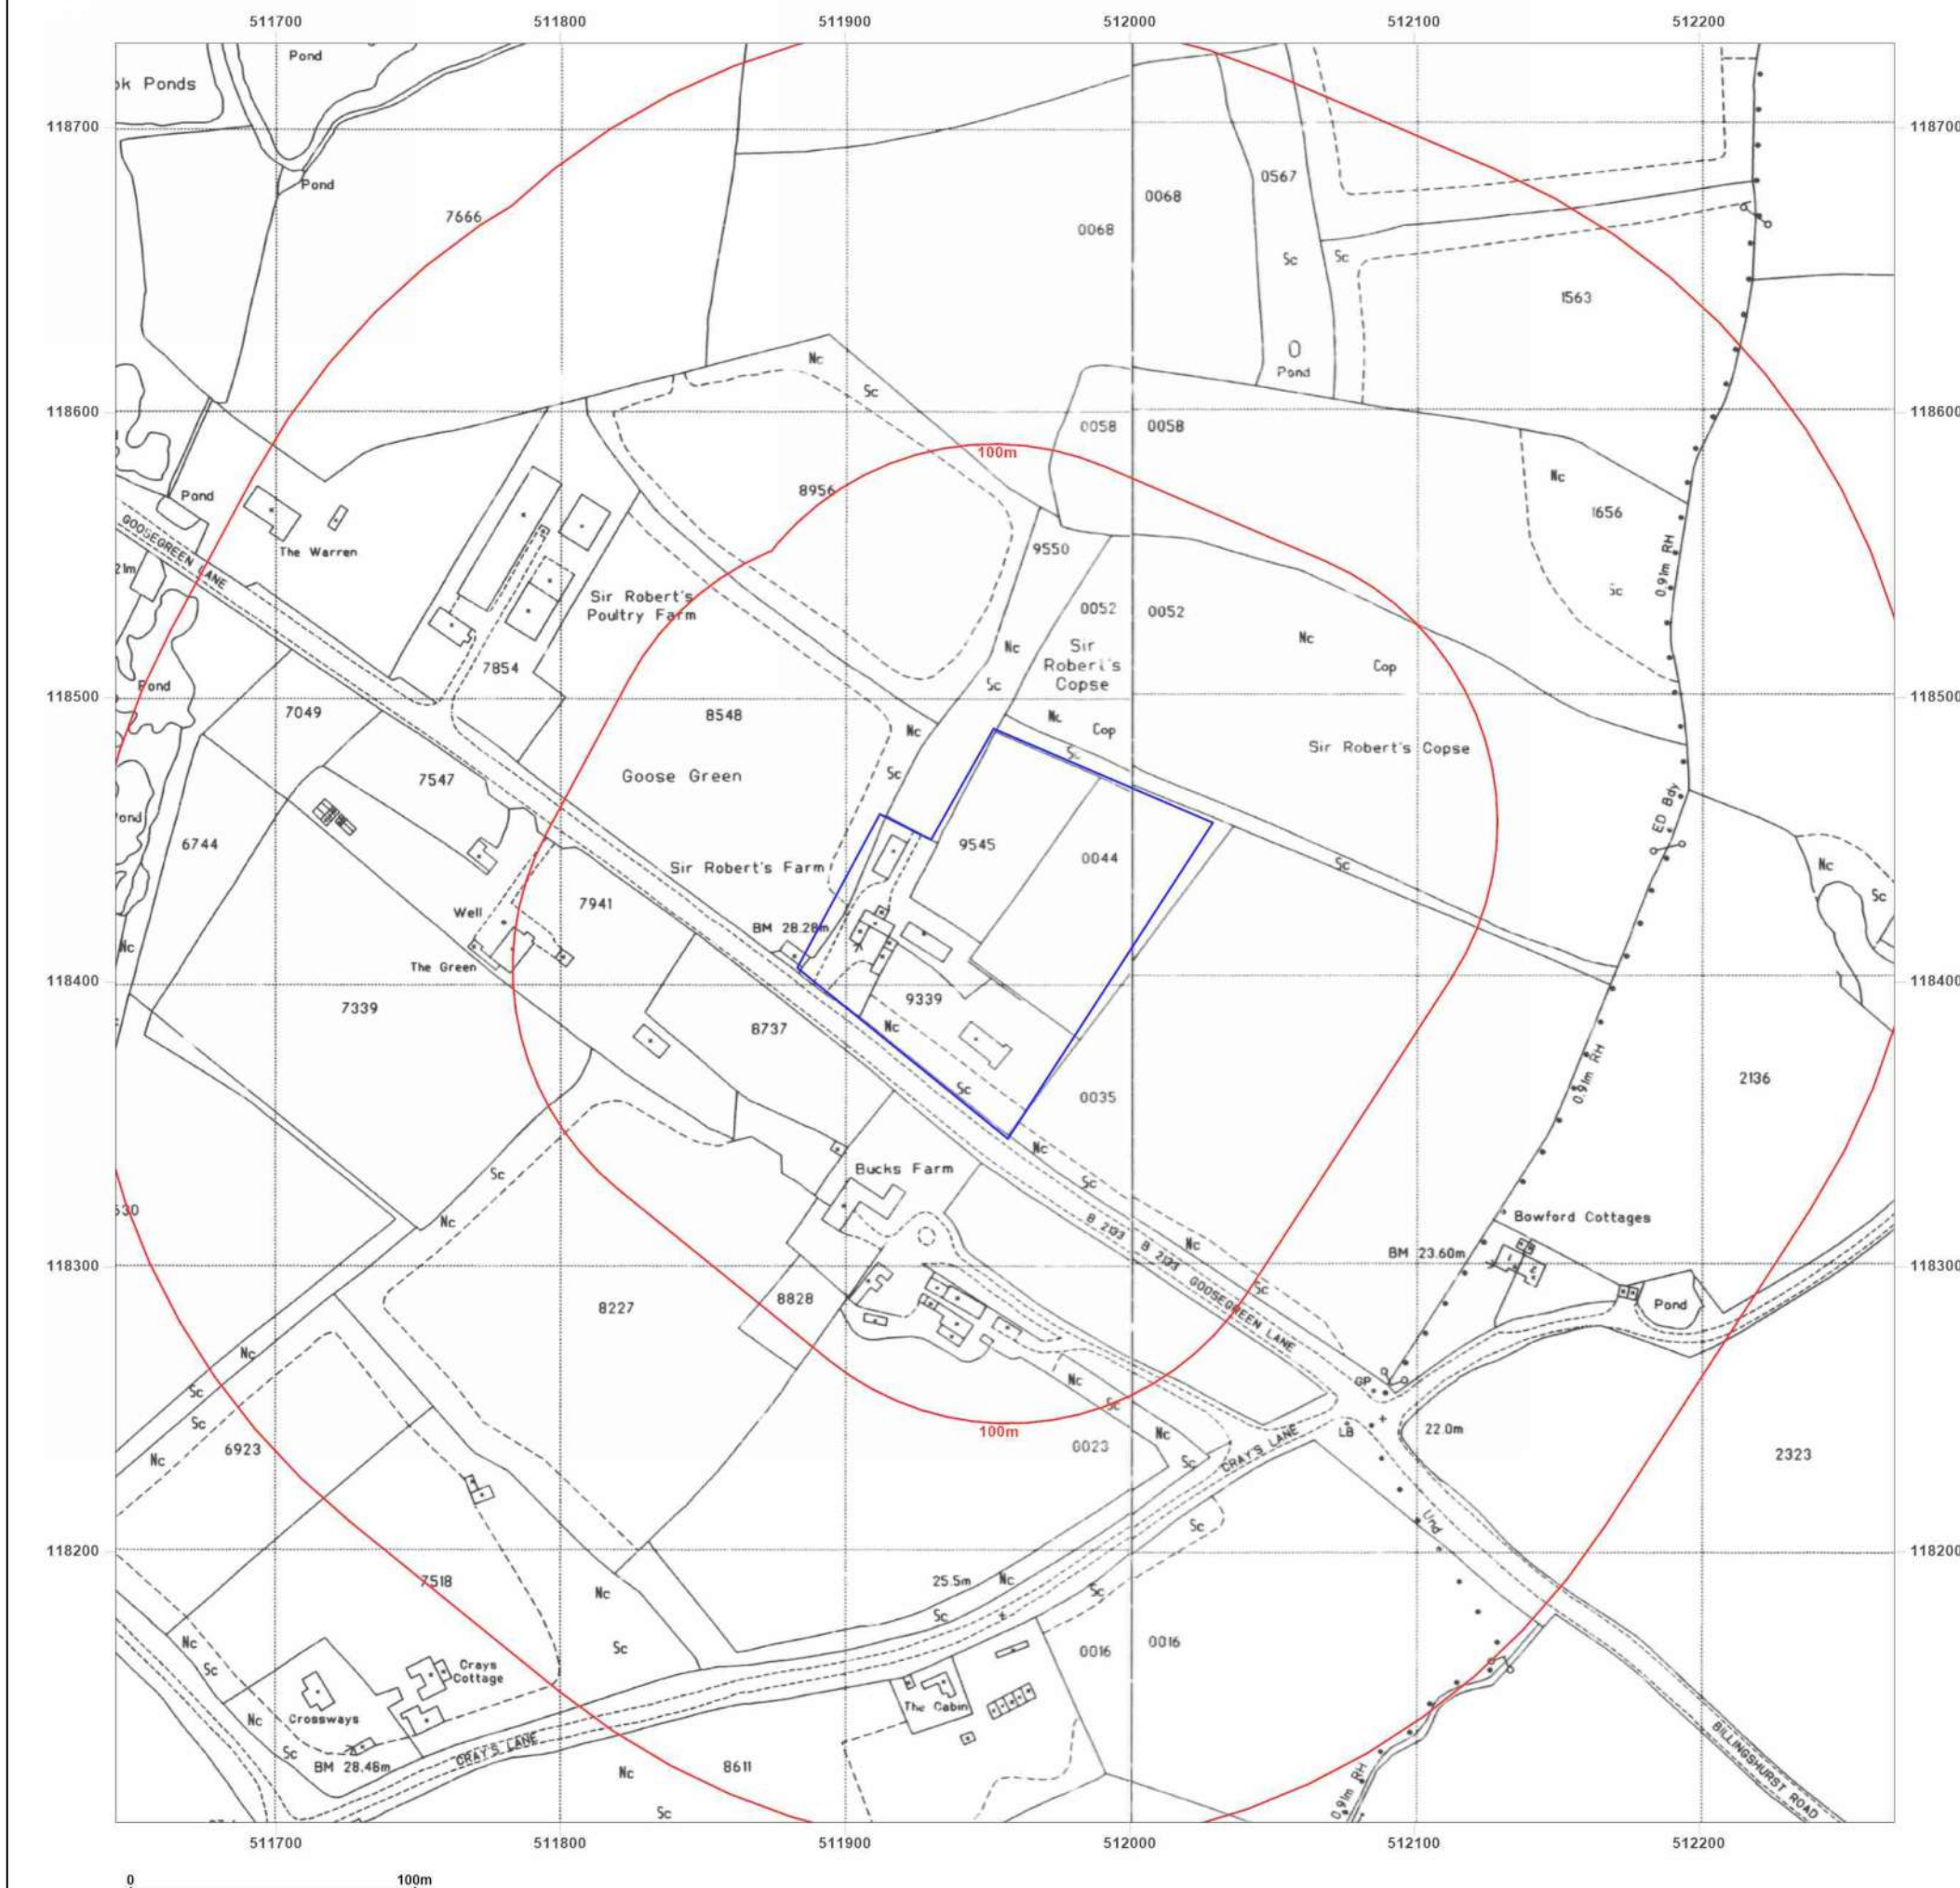 511700 511800 511900 512000 512100 512200
Pond
Ponds
118700 118700
Pond
0567
0068
7666
0068
Sc Sc
1563
Nc
Pond
Sc
118600 118600
0058 0058
100m
Nc
8956
Pond
1656
GOOSEGREEN LANE
The Warren
9550
0.91m RH
21m
Sc
Sir Robert's
Poultry Farm
0052 0052
Nc
Nc
Sir
Robert's
Copse
Cop
7854
Sc
Pond
118500 118500
7049
8548
Nc
Nc
Cop
Sir Robert's Copse
Sc
Goose Green
Sc
7547
ED Bdy
6744
9545
0044
Sc
Nc
Sir Robert's Farm
Sc
7941
Well
BM 28.28m
Nc
The Green
118400 118400
7339
9339
8737
Nc
0.91m RH
2136
Sc
0035
Nc
Bucks Farm
Sc
Sc
Nc
630
Bowford Cottages
B 2133 B 2133 GOOSEGREEN LANE
Nc
BM 23.60m
1
2
118300 118300
Sc
8828
8227
Pond
Nc
GP
Nc
Sc
Sc
Sc
100m
LB
22.0m
6923
0023
Nc
Nc
Sc
CRAY'S LANE
2323
Und
Sc
118200 118200
7518
25.5m
Nc
Nc
Sc
Sc
Nc
Sc
0016 0016
Sc
Crays
Cottage
The Cabin
Nc
Crossways
Sc
CRAY'S LANE
BM 28.46m
8611
Nc
Sc
0.91m RH
BILLINGSHURST ROAD
511700 511800 511900 512000 512100 512200
0 100m